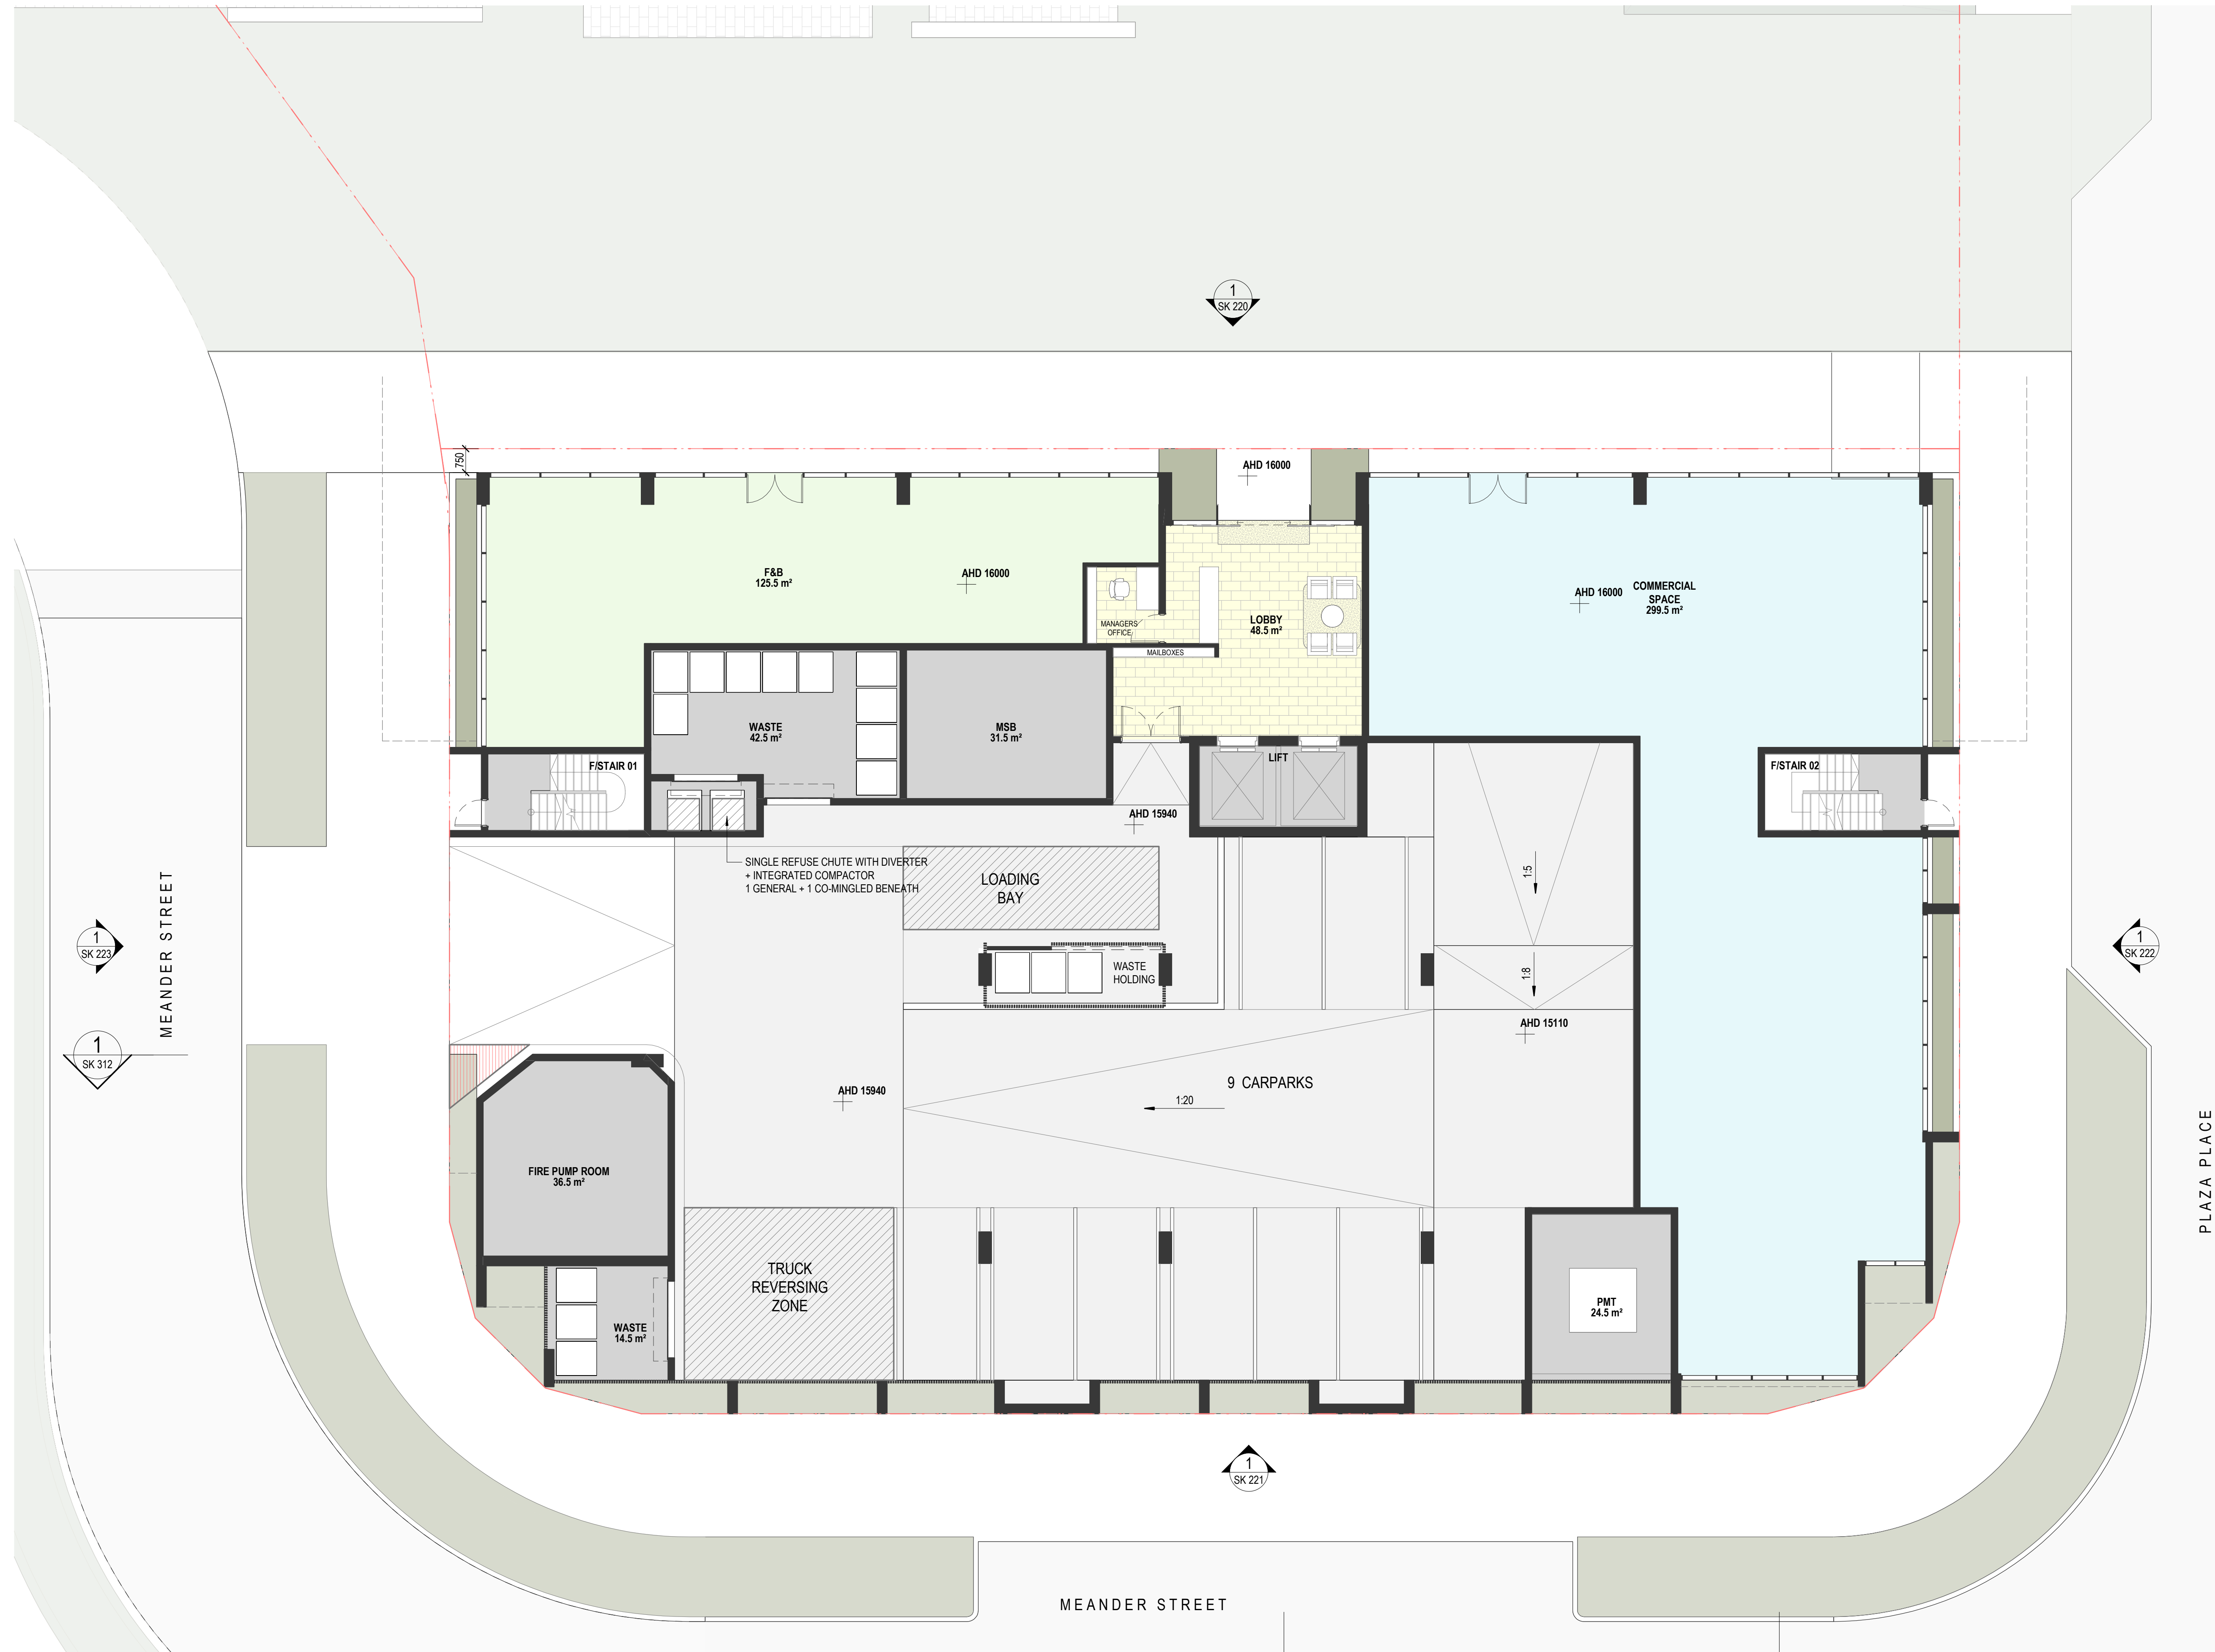 1
SK 220
750
AHD 16000
F&B
125.5 m²
AHD 16000
MANAGERS
OFFICE
MAILBOXES
LOBBY
48.5 m²
AHD 16000
COMMERCIAL
SPACE
299.5 m²
WASTE
42.5 m²
MSB
31.5 m²
LIFT
F/STAIR 01
F/STAIR 02
AHD 15940
SINGLE REFUSE CHUTE WITH DIVERTER
+ INTEGRATED COMPACTOR
1 GENERAL + 1 CO-MINGLED BENEATH
LOADING
BAY
1:5
MEANDER STREET
1
SK 223
1
SK 222
WASTE
HOLDING
1:8
AHD 15110
1
SK 312
AHD 15940
9 CARPARKS
1:20
PLAZA PLACE
FIRE PUMP ROOM
36.5 m²
TRUCK
REVERSING
ZONE
WASTE
14.5 m²
PMT
24.5 m²
1
SK 221
MEANDER STREET